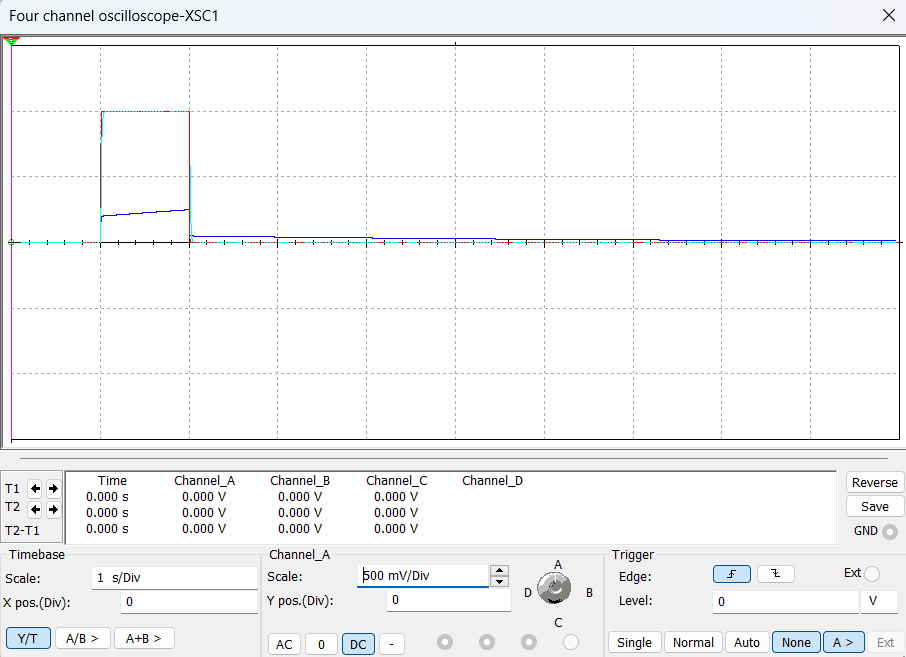 Four channel oscilloscope-XSC1
Time Channel_A Channel_B Channel_C Channel_D
T1 0.000 s 0.000 V 0.000 V 0.000 V
T2 0.000 s 0.000 V 0.000 V 0.000 V
T2-T1 0.000 s 0.000 V 0.000 V 0.000 V
Reverse
Save
GND
Timebase
Scale: 1 s/Div
X pos.(Div): 0
Y/T A/B > A+B >
Channel_A
Scale: 500 mV/Div
Y pos.(Div): 0
AC 0 DC -
A
D B
C
Trigger
Edge: Ext
Level: 0 V
Single Normal Auto None A > Ext